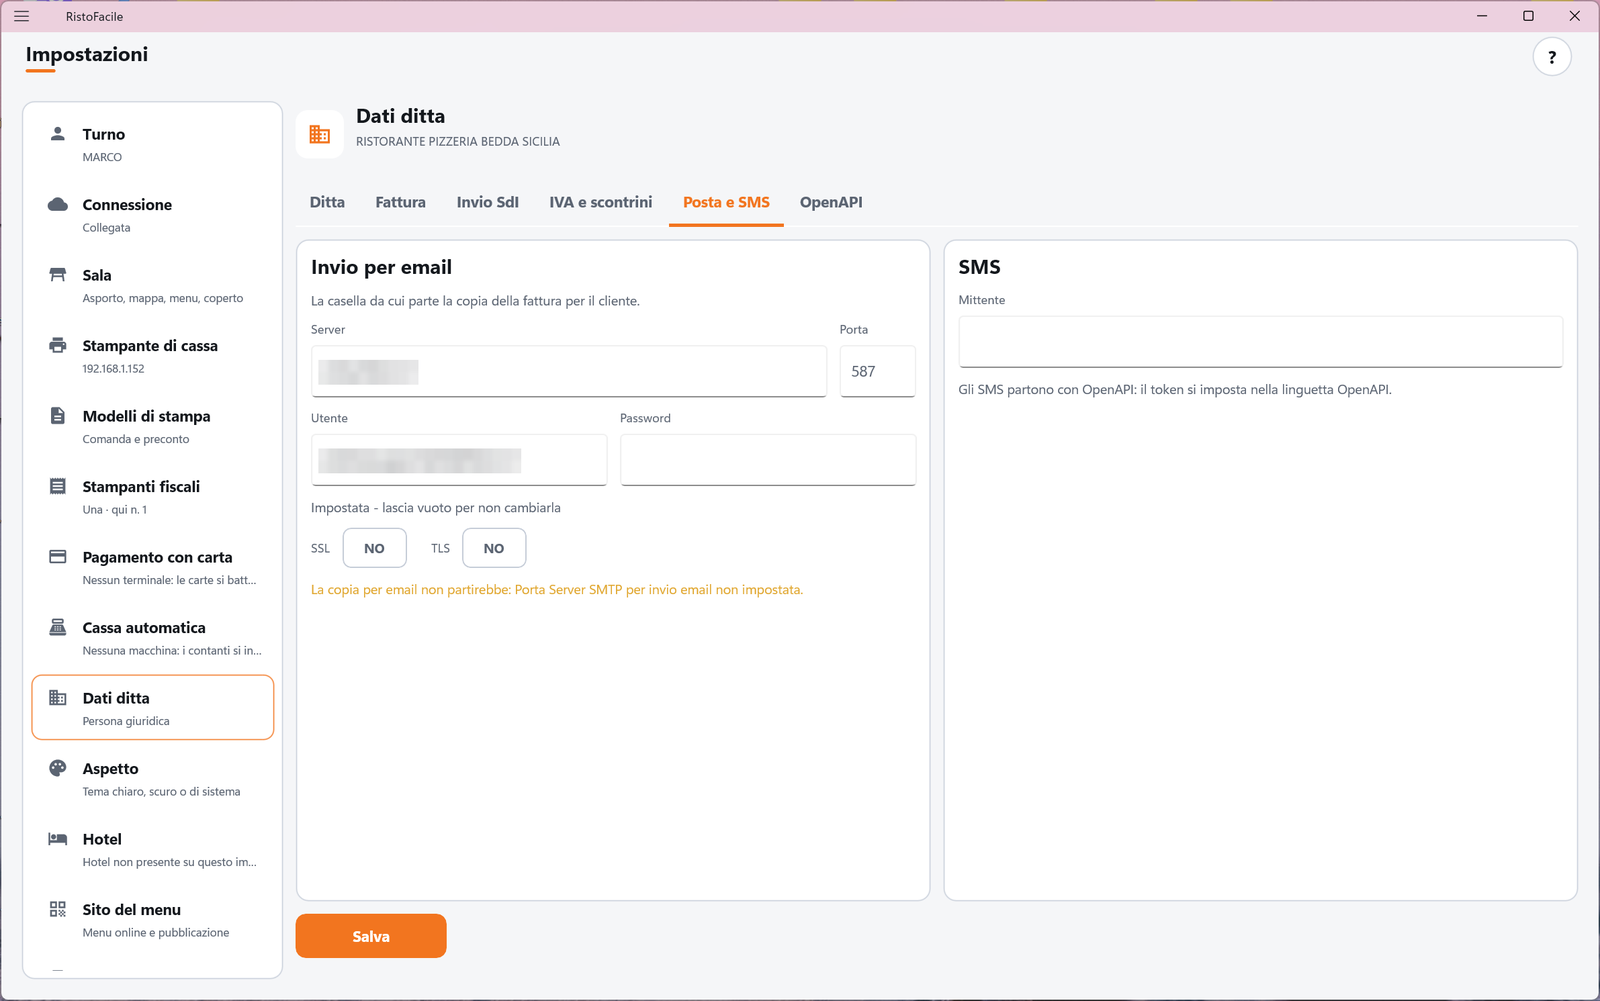 RistoFacile
Impostazioni
?
Turno
MARCO
Connessione
Collegata
Sala
Asporto, mappa, menu, coperto
Stampante di cassa
192.168.1.152
Modelli di stampa
Comanda e preconto
Stampanti fiscali
Una · qui n. 1
Pagamento con carta
Nessun terminale: le carte si batt...
Cassa automatica
Nessuna macchina: i contanti si in...
Dati ditta
Persona giuridica
Aspetto
Tema chiaro, scuro o di sistema
Hotel
Hotel non presente su questo im...
Sito del menu
Menu online e pubblicazione
Dati ditta
RISTORANTE PIZZERIA BEDDA SICILIA
Ditta Fattura Invio SdI IVA e scontrini Posta e SMS OpenAPI
Invio per email
La casella da cui parte la copia della fattura per il cliente.
Server Porta
587
Utente Password
Impostata - lascia vuoto per non cambiarla
SSL NO TLS NO
La copia per email non partirebbe: Porta Server SMTP per invio email non impostata.
SMS
Mittente
Gli SMS partono con OpenAPI: il token si imposta nella linguetta OpenAPI.
Salva